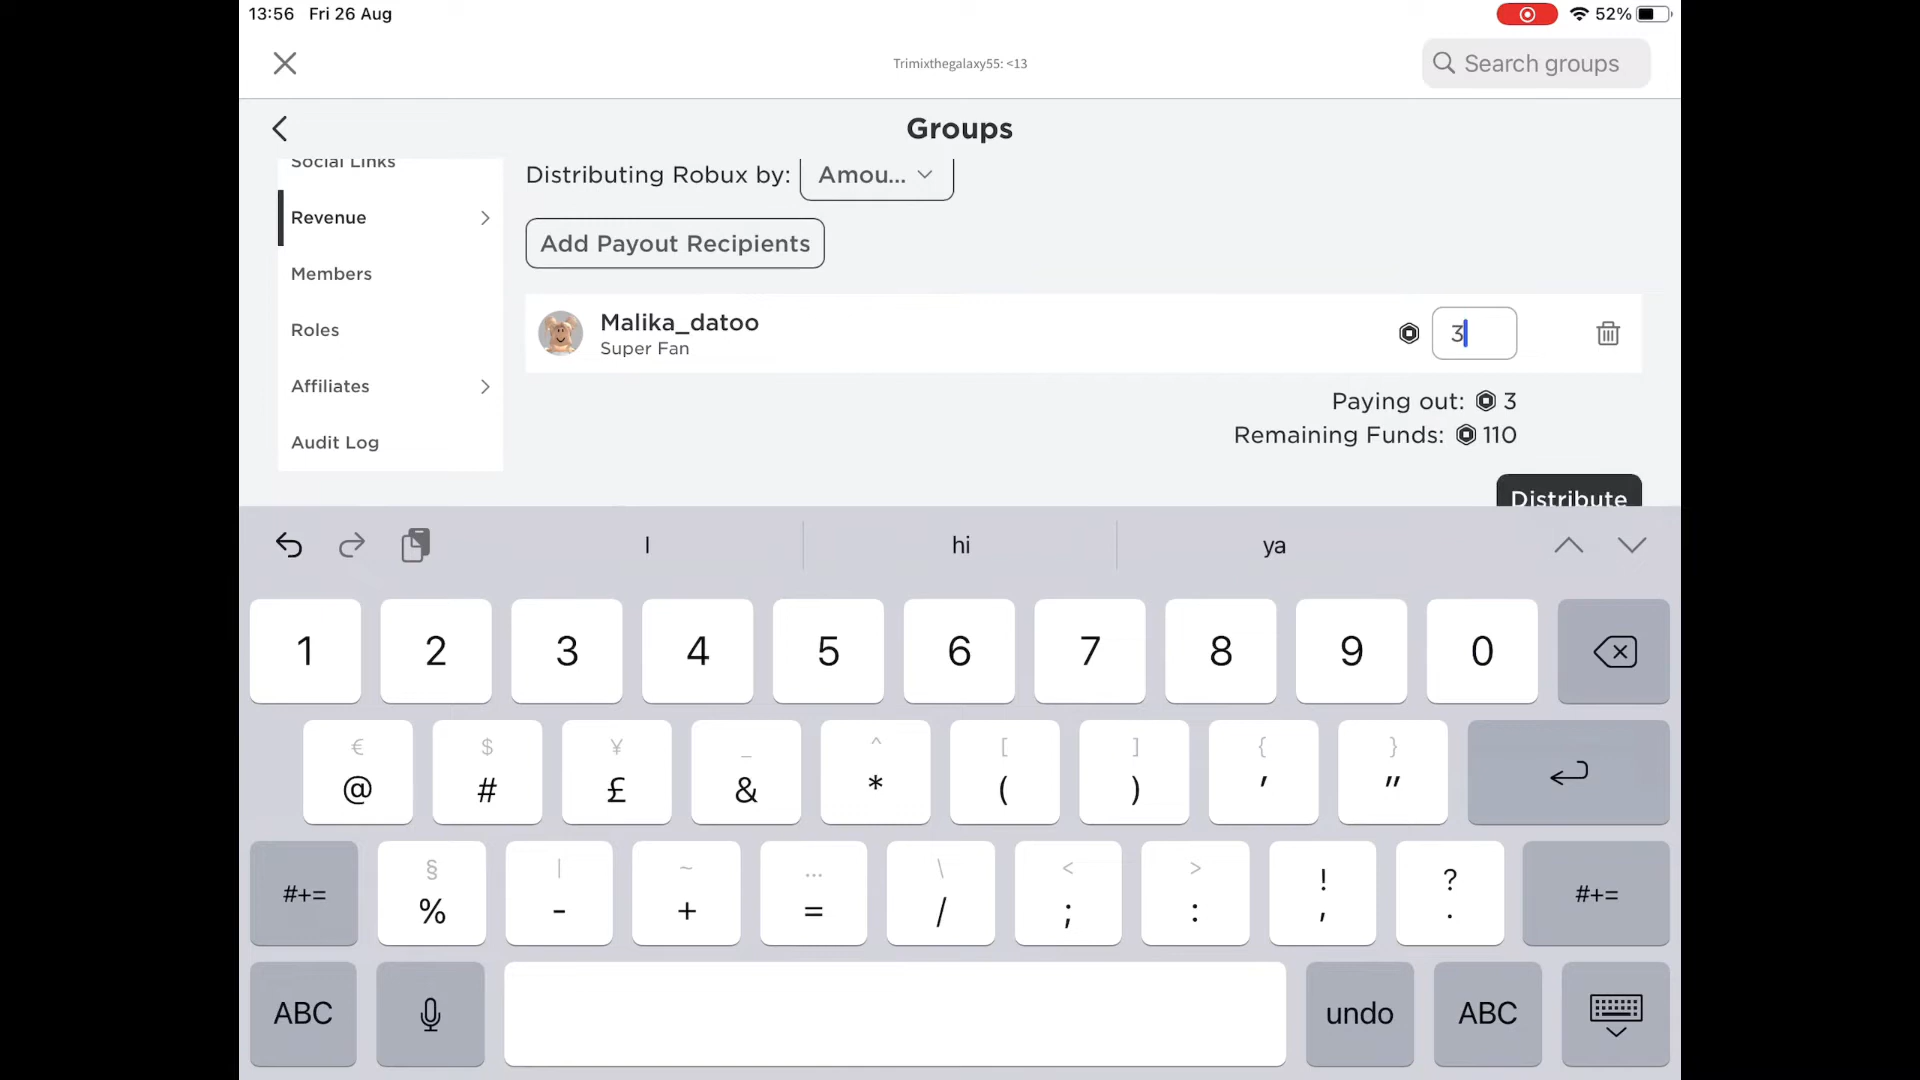 13:56 Fri 26 Aug
52%
Trimixthegalaxy55: <13
Search groups
Groups
Social Links
Revenue
Members
Roles
Affiliates
Audit Log
Distributing Robux by: Amou...
Add Payout Recipients
Malika_datoo
Super Fan
3
Paying out: 3
Remaining Funds: 110
Distribute
I hi ya
1 2 3 4 5 6 7 8 9 0
€ $ ¥ _ ^ [ ] { }
@ # £ & * ( ) ' "
§ | ~ ... \ < > ! ?
#+= % - + = / ; : , . #+=
ABC undo ABC